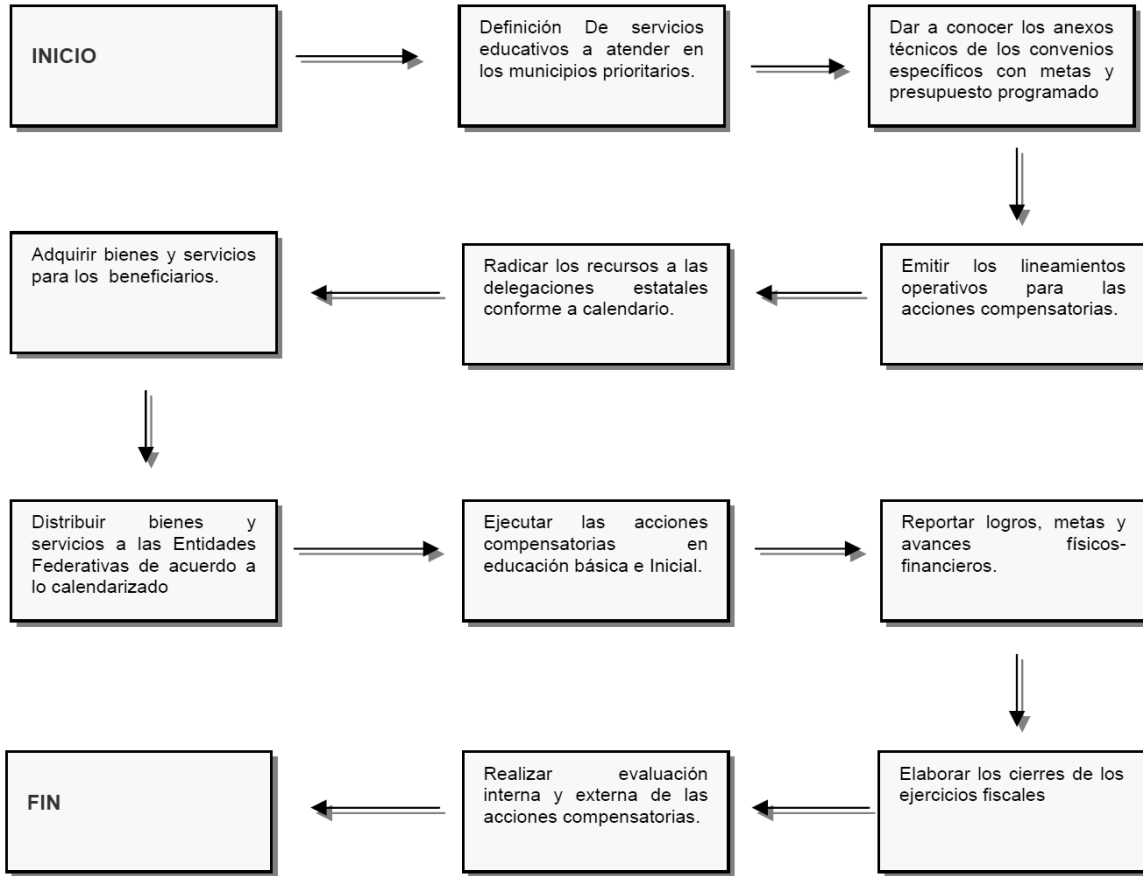 INICIO
Definición De servicios
educativos a atender en
los municipios prioritarios.
Dar a conocer los anexos
técnicos de los convenios
específicos con metas y
presupuesto programado
Emitir los lineamientos
operativos para las
acciones compensatorias.
Radicar los recursos a las
delegaciones estatales
conforme a calendario.
Adquirir bienes y servicios
para los beneficiarios.
Distribuir bienes y
servicios a las Entidades
Federativas de acuerdo a
lo calendarizado
Ejecutar las acciones
compensatorias en
educación básica e Inicial.
Reportar logros, metas y
avances físicos-
financieros.
Elaborar los cierres de los
ejercicios fiscales
Realizar evaluación
interna y externa de las
acciones compensatorias.
FIN